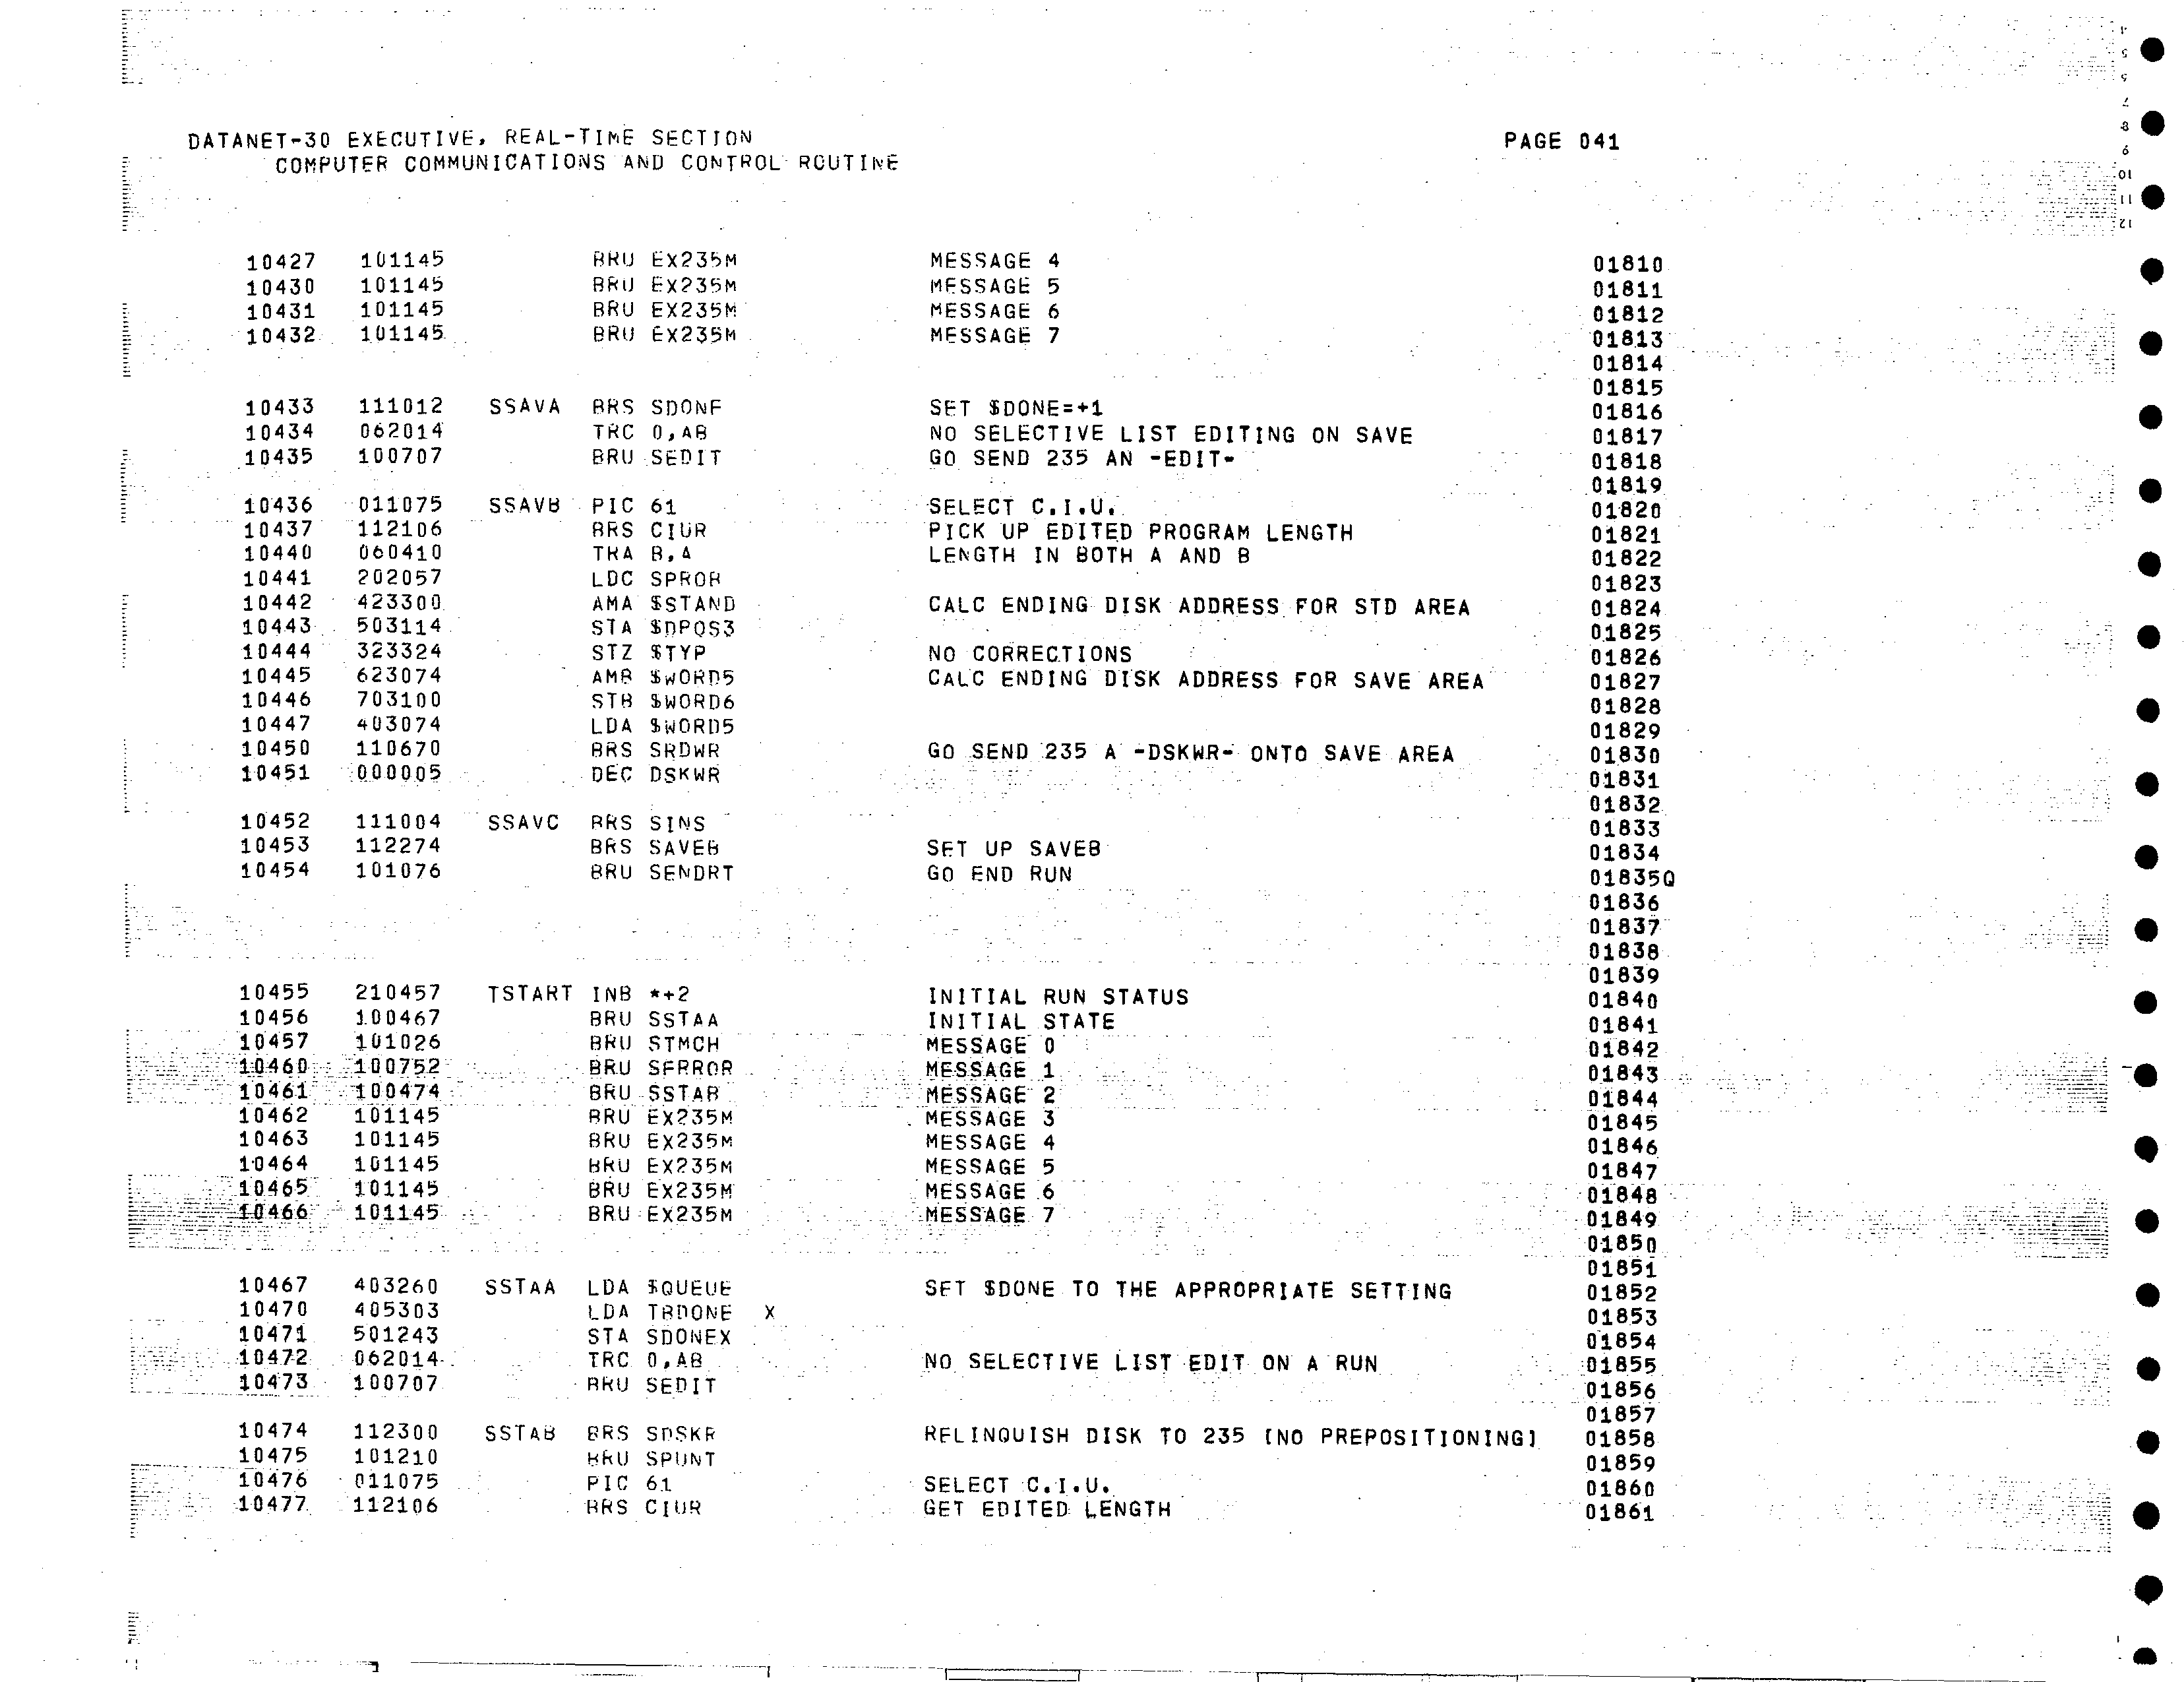 DATANET-30 EXECUTIVE, REAL-TIME SECTION PAGE 041
COMPUTER COMMUNICATIONS AND CONTROL ROUTINE
10427 101145 BRU EX235M MESSAGE 4 01810
10430 101145 BRU EX235M MESSAGE 5 01811
10431 101145 BRU EX235M MESSAGE 6 01812
10432 101145 BRU EX235M MESSAGE 7 01813
01814
01815
10433 111012 SSAVA BRS SDONE SET $DONE=+1 01816
10434 062014 TRC 0,AB NO SELECTIVE LIST EDITING ON SAVE 01817
10435 100707 BRU SEDIT GO SEND 235 AN -EDIT- 01818
01819
10436 011075 SSAVB PIC 61 SELECT C.I.U. 01820
10437 112106 BRS CIUR PICK UP EDITED PROGRAM LENGTH 01821
10440 060410 TRA B,A LENGTH IN BOTH A AND B 01822
10441 202057 LDC SPROB 01823
10442 423300 AMA $STAND CALC ENDING DISK ADDRESS FOR STD AREA 01824
10443 503114 STA $DPOS3 01825
10444 323324 STZ $TYP NO CORRECTIONS 01826
10445 623074 AMB $WORD5 CALC ENDING DISK ADDRESS FOR SAVE AREA 01827
10446 703100 STB $WORD6 01828
10447 403074 LDA $WORD5 01829
10450 110670 BRS SRDWR GO SEND 235 A -DSKWR- ONTO SAVE AREA 01830
10451 000005 DEC DSKWR 01831
01832
10452 111004 SSAVC BRS SINS 01833
10453 112274 BRS SAVEB SET UP SAVEB 01834
10454 101076 BRU SENDRT GO END RUN 01835Q
01836
01837
01838
01839
10455 210457 TSTART INB *+2 INITIAL RUN STATUS 01840
10456 100467 BRU SSTAA INITIAL STATE 01841
10457 101026 BRU STMCH MESSAGE 0 01842
10460 100752 BRU SERROR MESSAGE 1 01843
10461 100474 BRU SSTAB MESSAGE 2 01844
10462 101145 BRU EX235M MESSAGE 3 01845
10463 101145 BRU EX235M MESSAGE 4 01846
10464 101145 BRU EX235M MESSAGE 5 01847
10465 101145 BRU EX235M MESSAGE 6 01848
10466 101145 BRU EX235M MESSAGE 7 01849
01850
01851
10467 403260 SSTAA LDA $QUEUE SET $DONE TO THE APPROPRIATE SETTING 01852
10470 405303 LDA TBDONE X 01853
10471 501243 STA SDONEX 01854
10472 062014 TRC 0,AB NO SELECTIVE LIST EDIT ON A RUN 01855
10473 100707 BRU SEDIT 01856
01857
10474 112300 SSTAB BRS SDSKR RELINQUISH DISK TO 235 [NO PREPOSITIONING] 01858
10475 101210 BRU SPUNT 01859
10476 011075 PIC 61 SELECT C.I.U. 01860
10477 112106 BRS CIUR GET EDITED LENGTH 01861